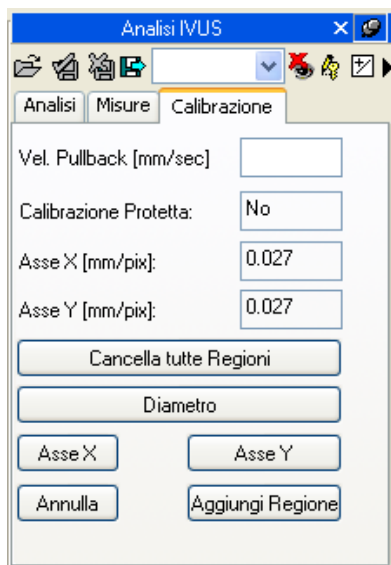 Analisi IVUS
Analisi Misure Calibrazione
Vel. Pullback [mm/sec]
Calibrazione Protetta: No
Asse X [mm/pix]: 0.027
Asse Y [mm/pix]: 0.027
Cancella tutte Regioni
Diametro
Asse X Asse Y
Annulla Aggiungi Regione